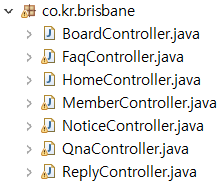 co.kr.brisbane
BoardController.java
FaqController.java
HomeController.java
MemberController.java
NoticeController.java
QnaController.java
ReplyController.java